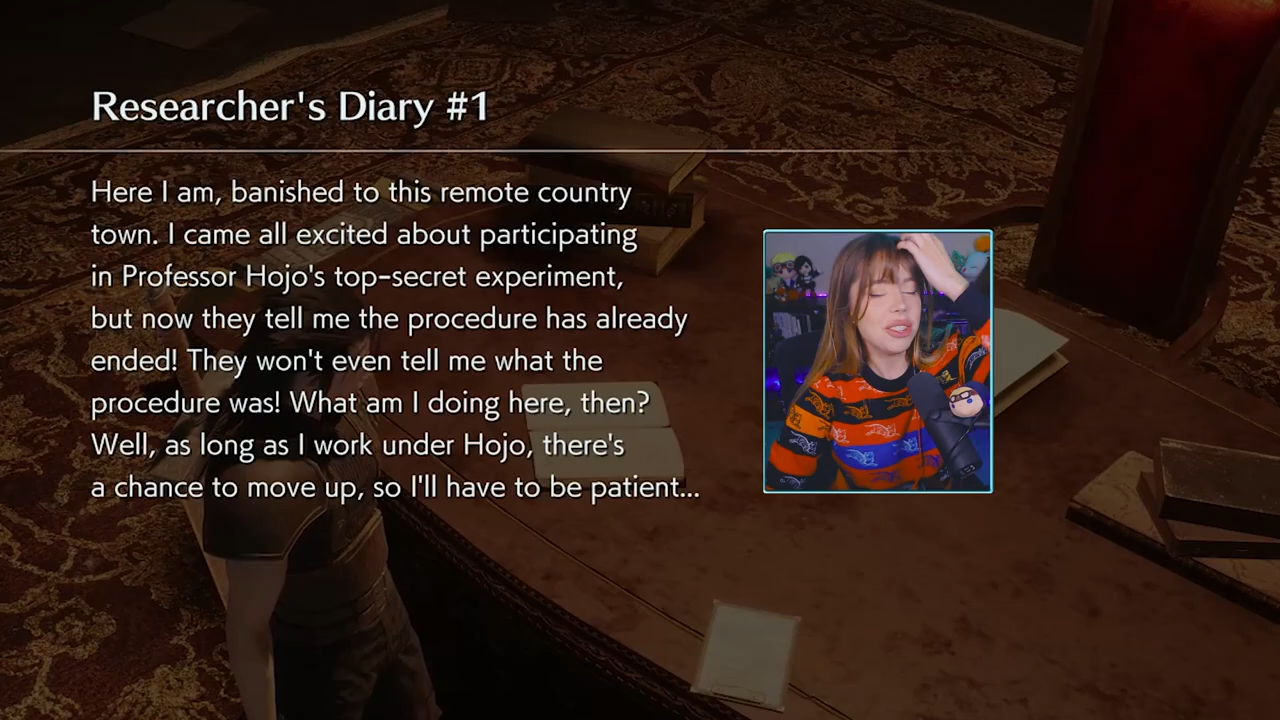 Researcher's Diary #1
Here I am, banished to this remote country
town. I came all excited about participating
in Professor Hojo's top-secret experiment,
but now they tell me the procedure has already
ended! They won't even tell me what the
procedure was! What am I doing here, then?
Well, as long as I work under Hojo, there's
a chance to move up, so I'll have to be patient...